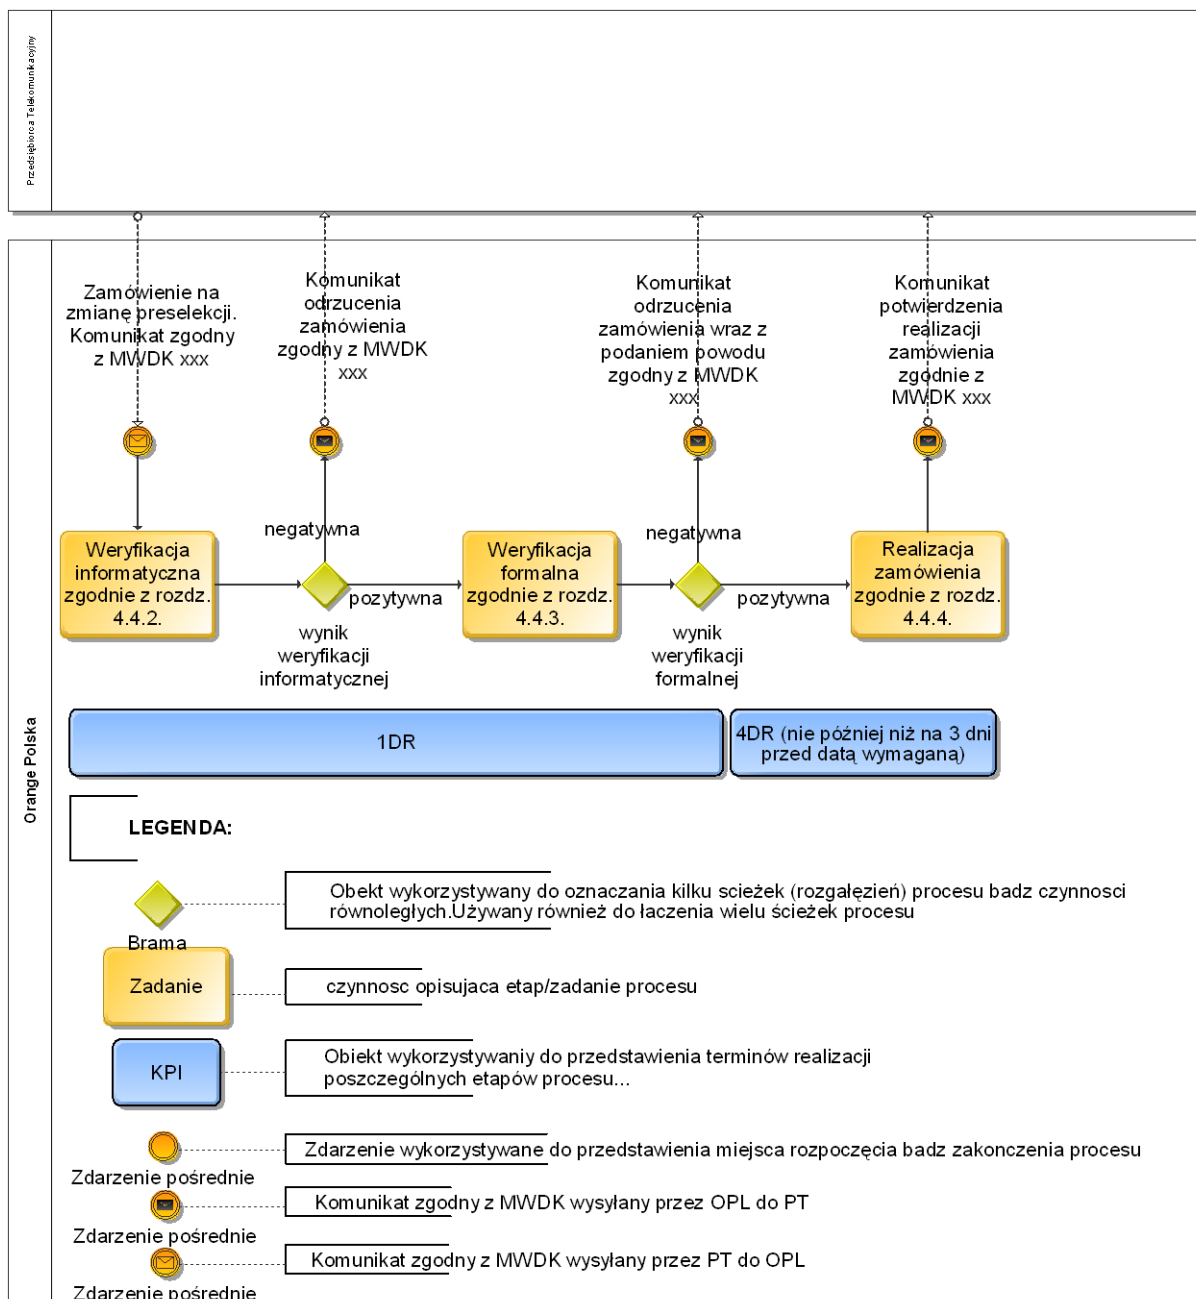 Przedsiębiorca Telekomunikacyjny
Orange Polska
Zamówienie na
zmianę preselekcji.
Komunikat zgodny
z MWDK xxx
Komunikat
odrzucenia
zamówienia
zgodny z MWDK
xxx
Komunikat
odrzucenia
zamówienia wraz z
podaniem powodu
zgodny z MWDK
xxx
Komunikat
potwierdzenia
realizacji
zamówienia
zgodnie z
MWDK xxx
negatywna
negatywna
Weryfikacja
informatyczna
zgodnie z rozdz.
4.4.2.
pozytywna
wynik
weryfikacji
informatycznej
Weryfikacja
formalna
zgodnie z rozdz.
4.4.3.
pozytywna
wynik
weryfikacji
formalnej
Realizacja
zamówienia
zgodnie z rozdz.
4.4.4.
1DR
4DR (nie później niż na 3 dni
przed datą wymaganą)
LEGENDA:
Obekt wykorzystywany do oznaczania kilku scieżek (rozgałęzień) procesu badz czynnosci
równoległych.Używany również do łaczenia wielu ścieżek procesu
Brama
Zadanie
czynnosc opisujaca etap/zadanie procesu
KPI
Obiekt wykorzystywaniy do przedstawienia terminów realizacji
poszczególnych etapów procesu...
Zdarzenie wykorzystywane do przedstawienia miejsca rozpoczęcia badz zakonczenia procesu
Zdarzenie pośrednie
Komunikat zgodny z MWDK wysyłany przez OPL do PT
Zdarzenie pośrednie
Komunikat zgodny z MWDK wysyłany przez PT do OPL
Zdarzenie pośrednie